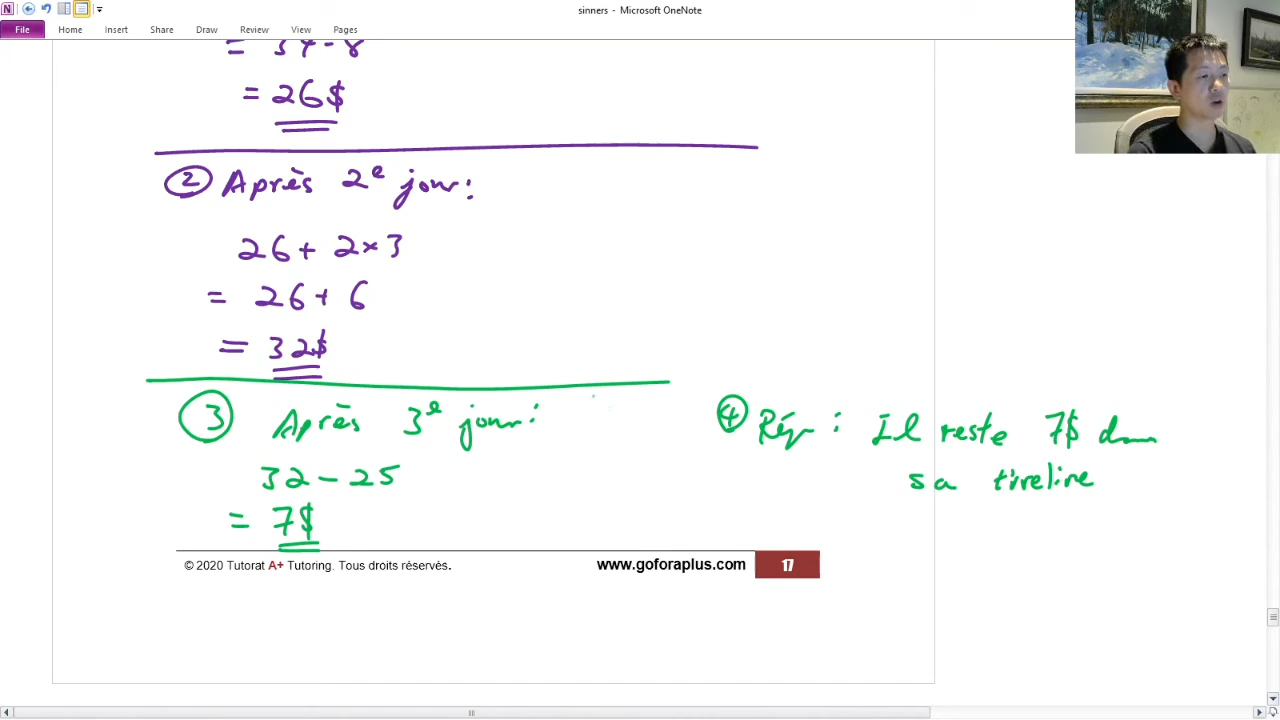 sinners - Microsoft OneNote
File Home Insert Share Draw Review View Pages
= 34-8
= 26$
② Après 2e jour:
26 + 2×3
= 26 + 6
= 32$
③ Après 3e jour:
32 - 25
= 7$
④ Rép : Il reste 7$ dans
sa tirelire
© 2020 Tutorat A+ Tutoring. Tous droits réservés.
www.goforaplus.com
17